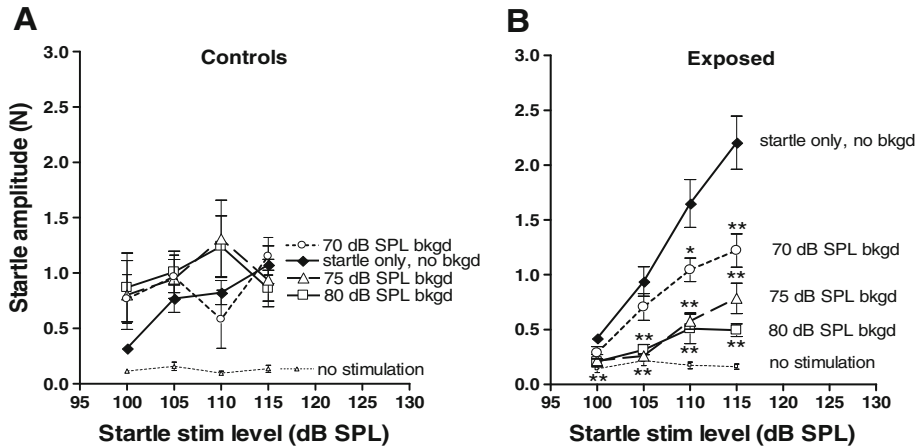 A
Controls
Startle amplitude (N)
3.0
2.5
2.0
1.5
1.0
0.5
0.0
70 dB SPL bkgd
startle only, no bkgd
75 dB SPL bkgd
80 dB SPL bkgd
no stimulation
95 100 105 110 115 120 125 130
Startle stim level (dB SPL)
B
Exposed
3.0
2.5
2.0
1.5
1.0
0.5
0.0
startle only, no bkgd
**
*
70 dB SPL bkgd
**
75 dB SPL bkgd
**
**
80 dB SPL bkgd
** **
no stimulation
** **
95 100 105 110 115 120 125 130
Startle stim level (dB SPL)